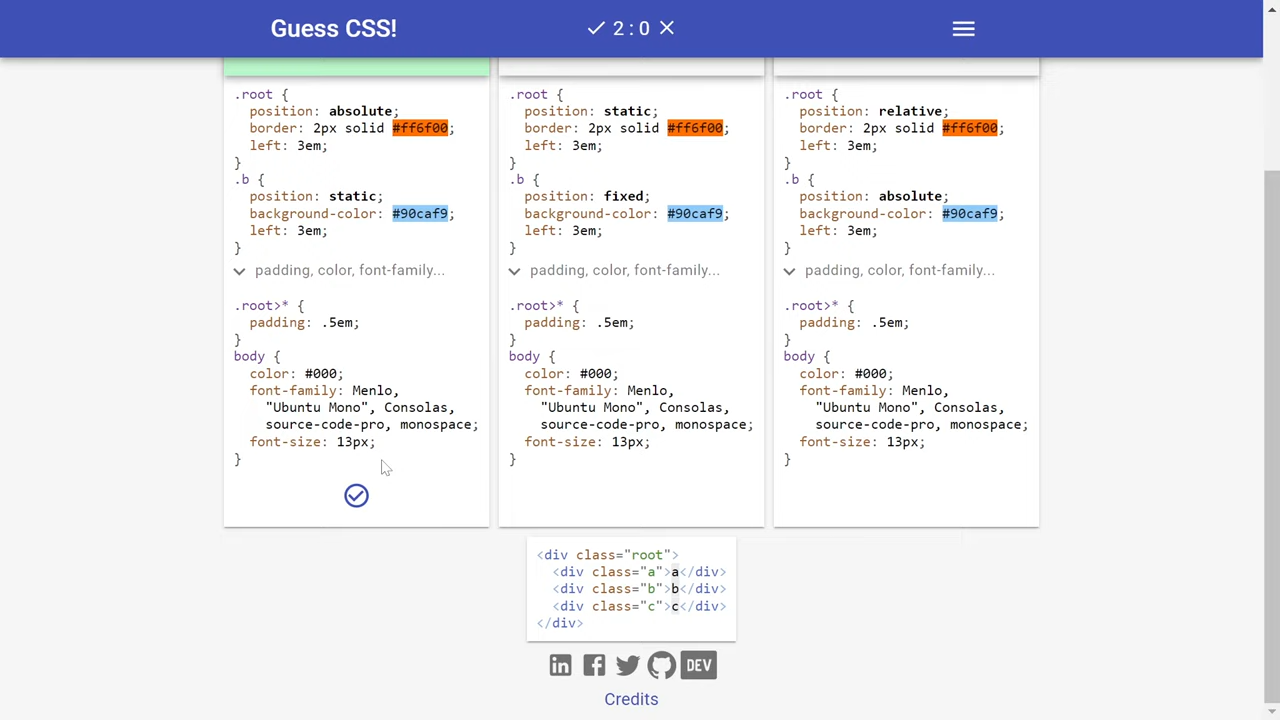 Guess CSS!
2 : 0
.root {
position: absolute;
border: 2px solid #ff6f00;
left: 3em;
}
.b {
position: static;
background-color: #90caf9;
left: 3em;
}
padding, color, font-family...
.root>* {
padding: .5em;
}
body {
color: #000;
font-family: Menlo,
"Ubuntu Mono", Consolas,
source-code-pro, monospace;
font-size: 13px;
}
.root {
position: static;
border: 2px solid #ff6f00;
left: 3em;
}
.b {
position: fixed;
background-color: #90caf9;
left: 3em;
}
padding, color, font-family...
.root>* {
padding: .5em;
}
body {
color: #000;
font-family: Menlo,
"Ubuntu Mono", Consolas,
source-code-pro, monospace;
font-size: 13px;
}
.root {
position: relative;
border: 2px solid #ff6f00;
left: 3em;
}
.b {
position: absolute;
background-color: #90caf9;
left: 3em;
}
padding, color, font-family...
.root>* {
padding: .5em;
}
body {
color: #000;
font-family: Menlo,
"Ubuntu Mono", Consolas,
source-code-pro, monospace;
font-size: 13px;
}
<div class="root">
<div class="a">a</div>
<div class="b">b</div>
<div class="c">c</div>
</div>
in f DEV
Credits